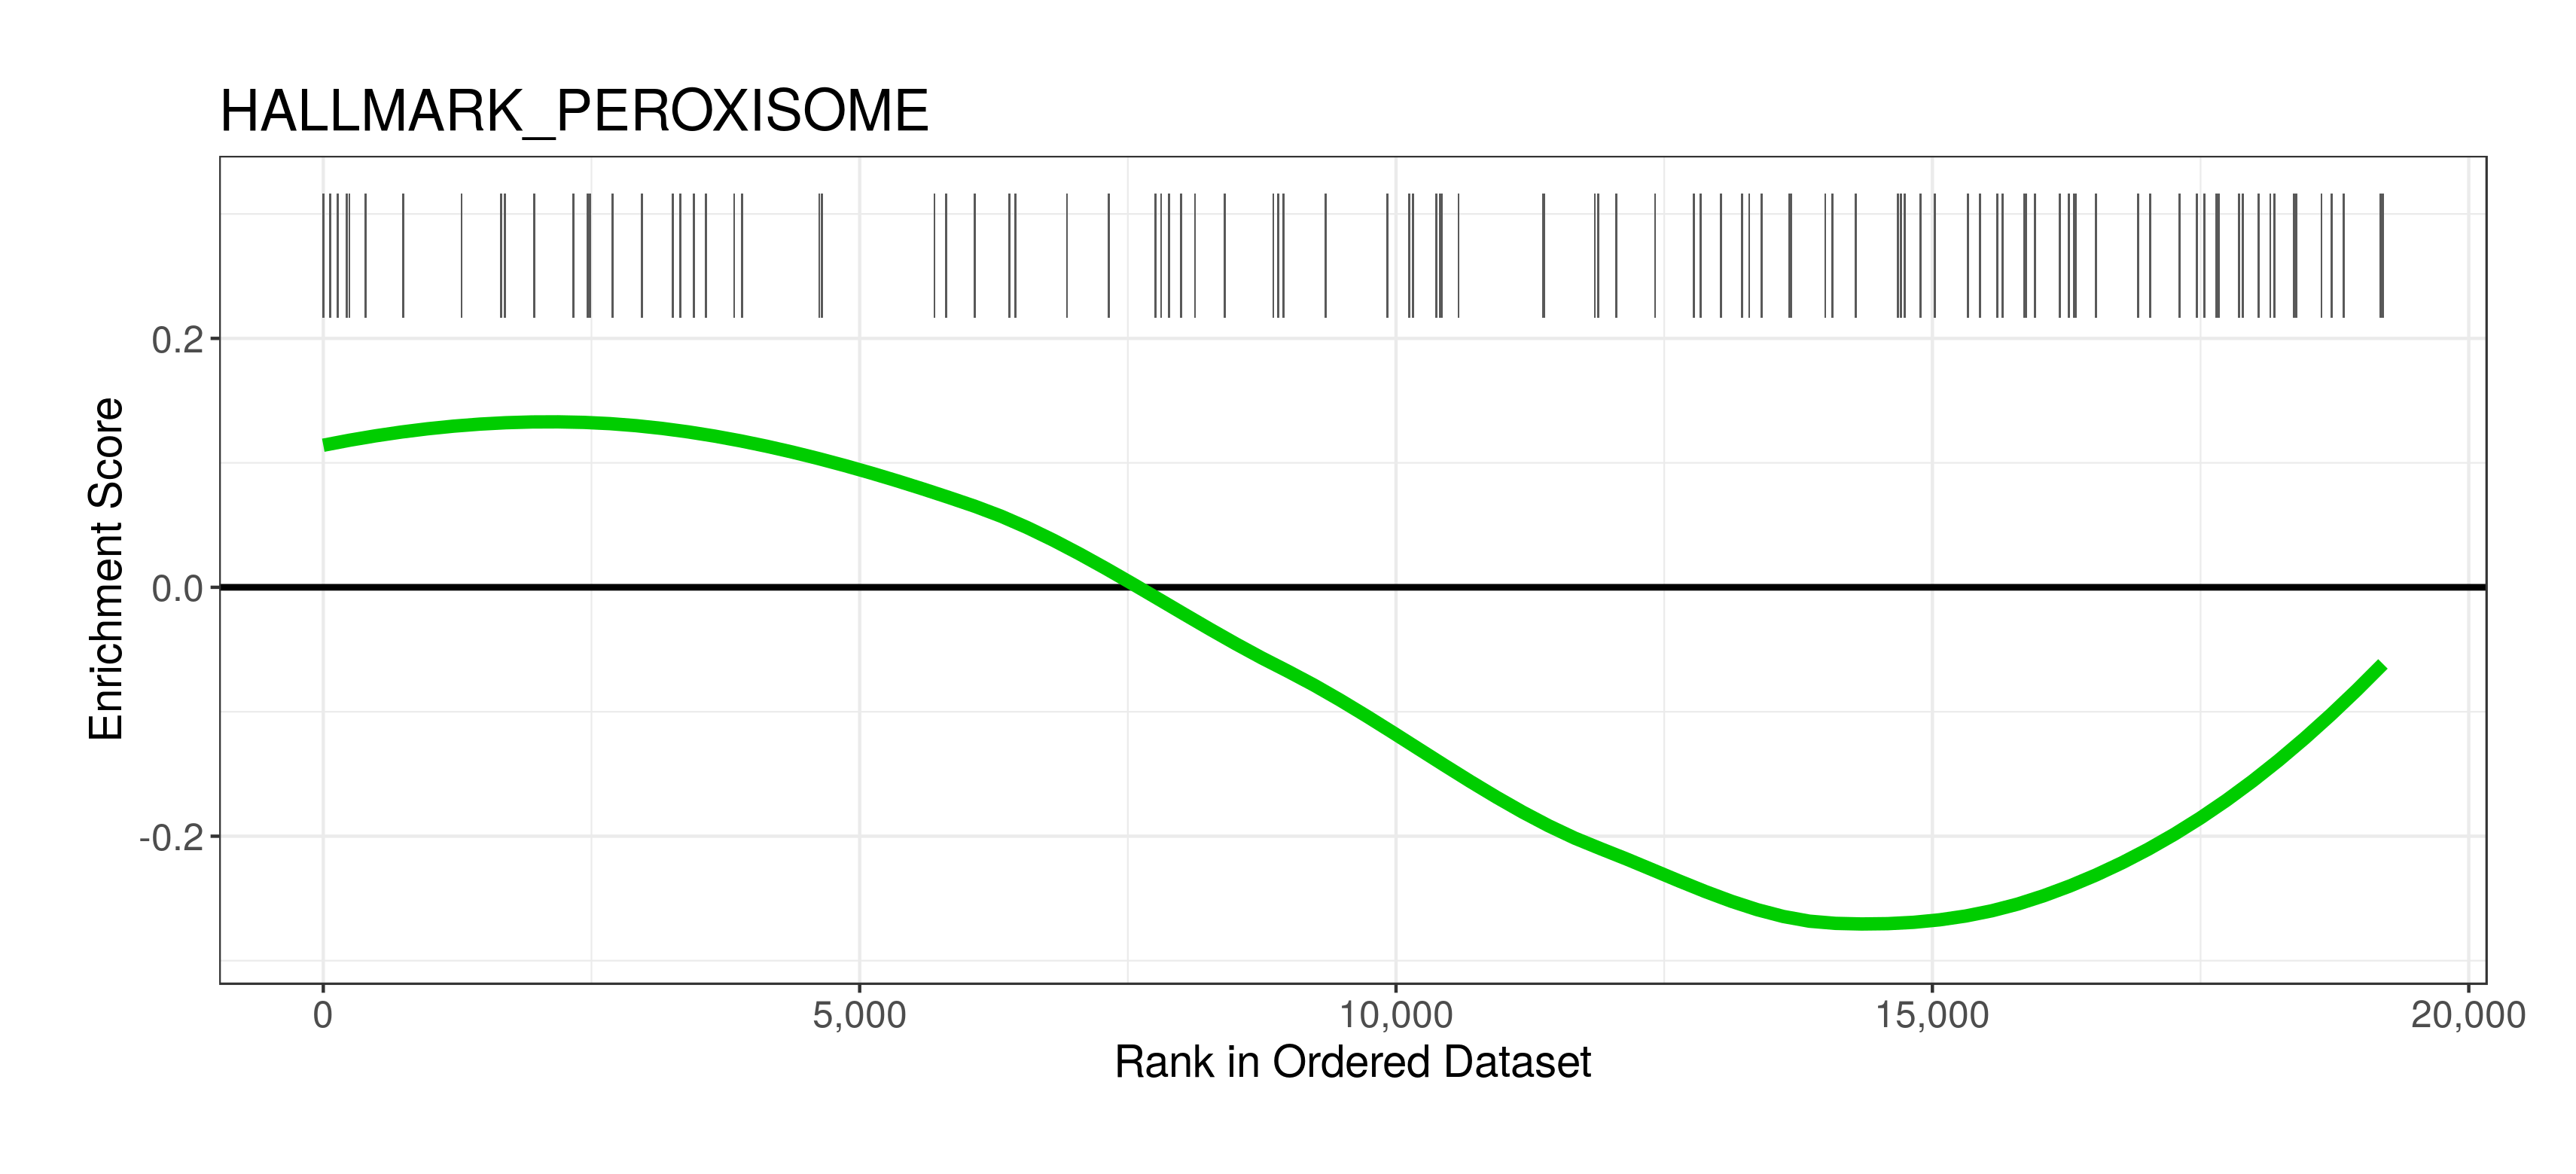 HALLMARK_PEROXISOME
Enrichment Score
0.2
0.0
-0.2
0 5,000 10,000 15,000 20,000
Rank in Ordered Dataset